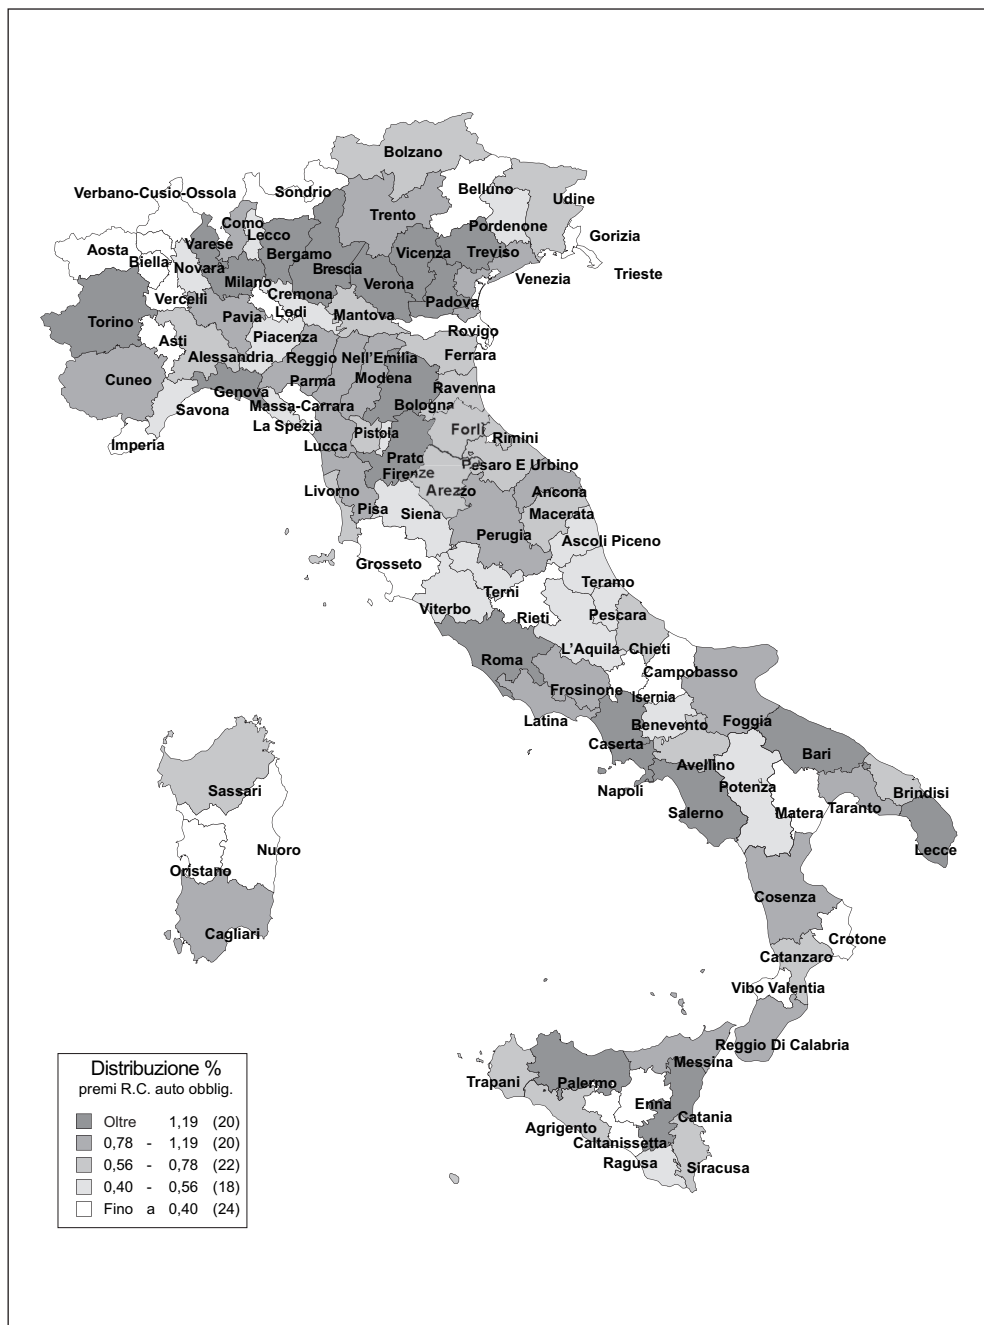 Bolzano
Verbano-Cusio-Ossola
Sondrio
Belluno
Udine
Trento
Como
Pordenone
Lecco
Gorizia
Varese
Aosta
Bergamo
Vicenza
Treviso
Biella
Novara
Brescia
Trieste
Milano
Verona
Venezia
Cremona
Vercelli
Padova
Lodi
Mantova
Pavia
Torino
Rovigo
Asti
Piacenza
Alessandria
Reggio Nell'Emilia
Ferrara
Cuneo
Parma
Modena
Ravenna
Genova
Massa-Carrara
Bologna
Savona
La Spezia
Forlì
Pistoia
Rimini
Imperia
Lucca
Prato
Pesaro E Urbino
Firenze
Livorno
Arezzo
Ancona
Pisa
Siena
Macerata
Perugia
Ascoli Piceno
Grosseto
Teramo
Terni
Viterbo
Rieti
Pescara
L'Aquila
Chieti
Roma
Campobasso
Frosinone
Isernia
Latina
Benevento
Foggia
Caserta
Bari
Avellino
Napoli
Potenza
Sassari
Brindisi
Salerno
Matera
Taranto
Nuoro
Lecce
Oristano
Cosenza
Cagliari
Crotone
Catanzaro
Vibo Valentia
Reggio Di Calabria
Messina
Trapani
Palermo
Enna
Catania
Agrigento
Caltanissetta
Ragusa
Siracusa
Distribuzione %
premi R.C. auto obblig.
Oltre 1,19 (20)
0,78 - 1,19 (20)
0,56 - 0,78 (22)
0,40 - 0,56 (18)
Fino a 0,40 (24)